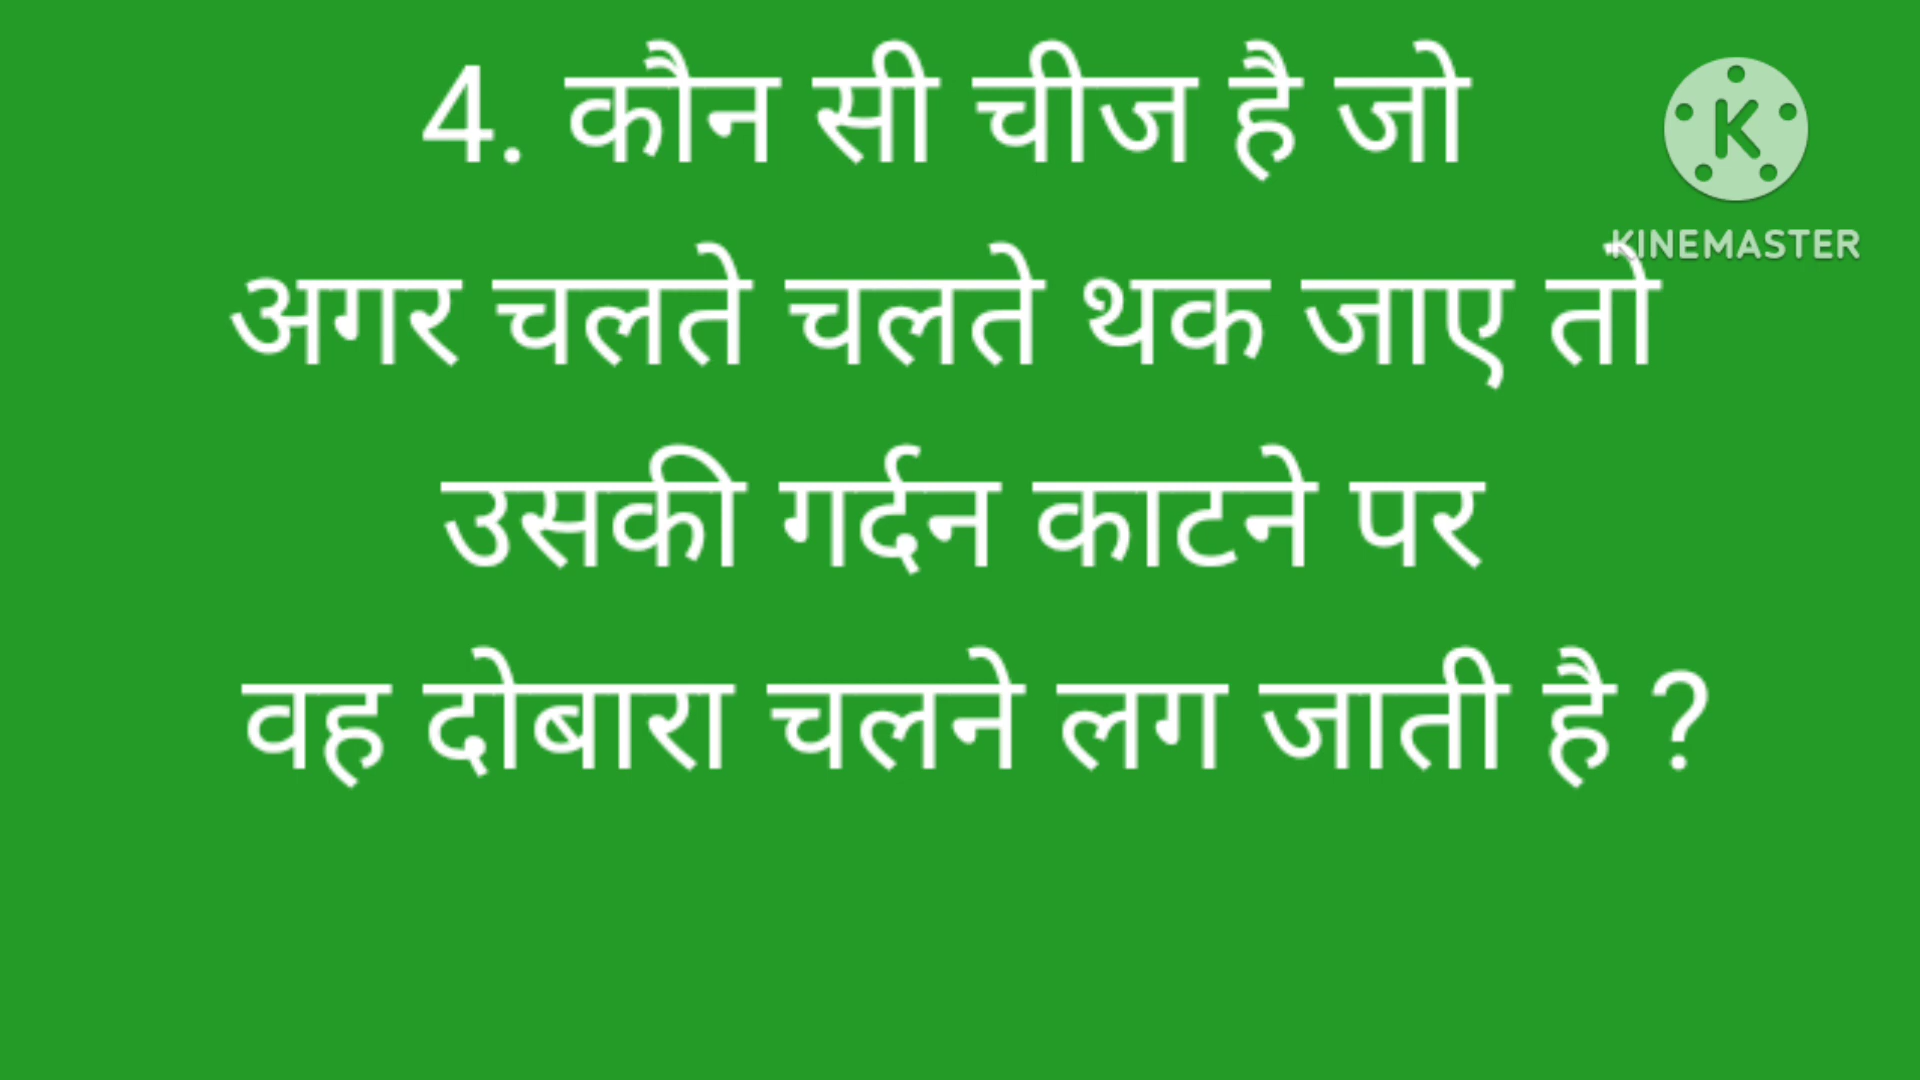 4. कौन सी चीज है जो
KINEMASTER
अगर चलते चलते थक जाए तो
उसकी गर्दन काटने पर
वह दोबारा चलने लग जाती है ?